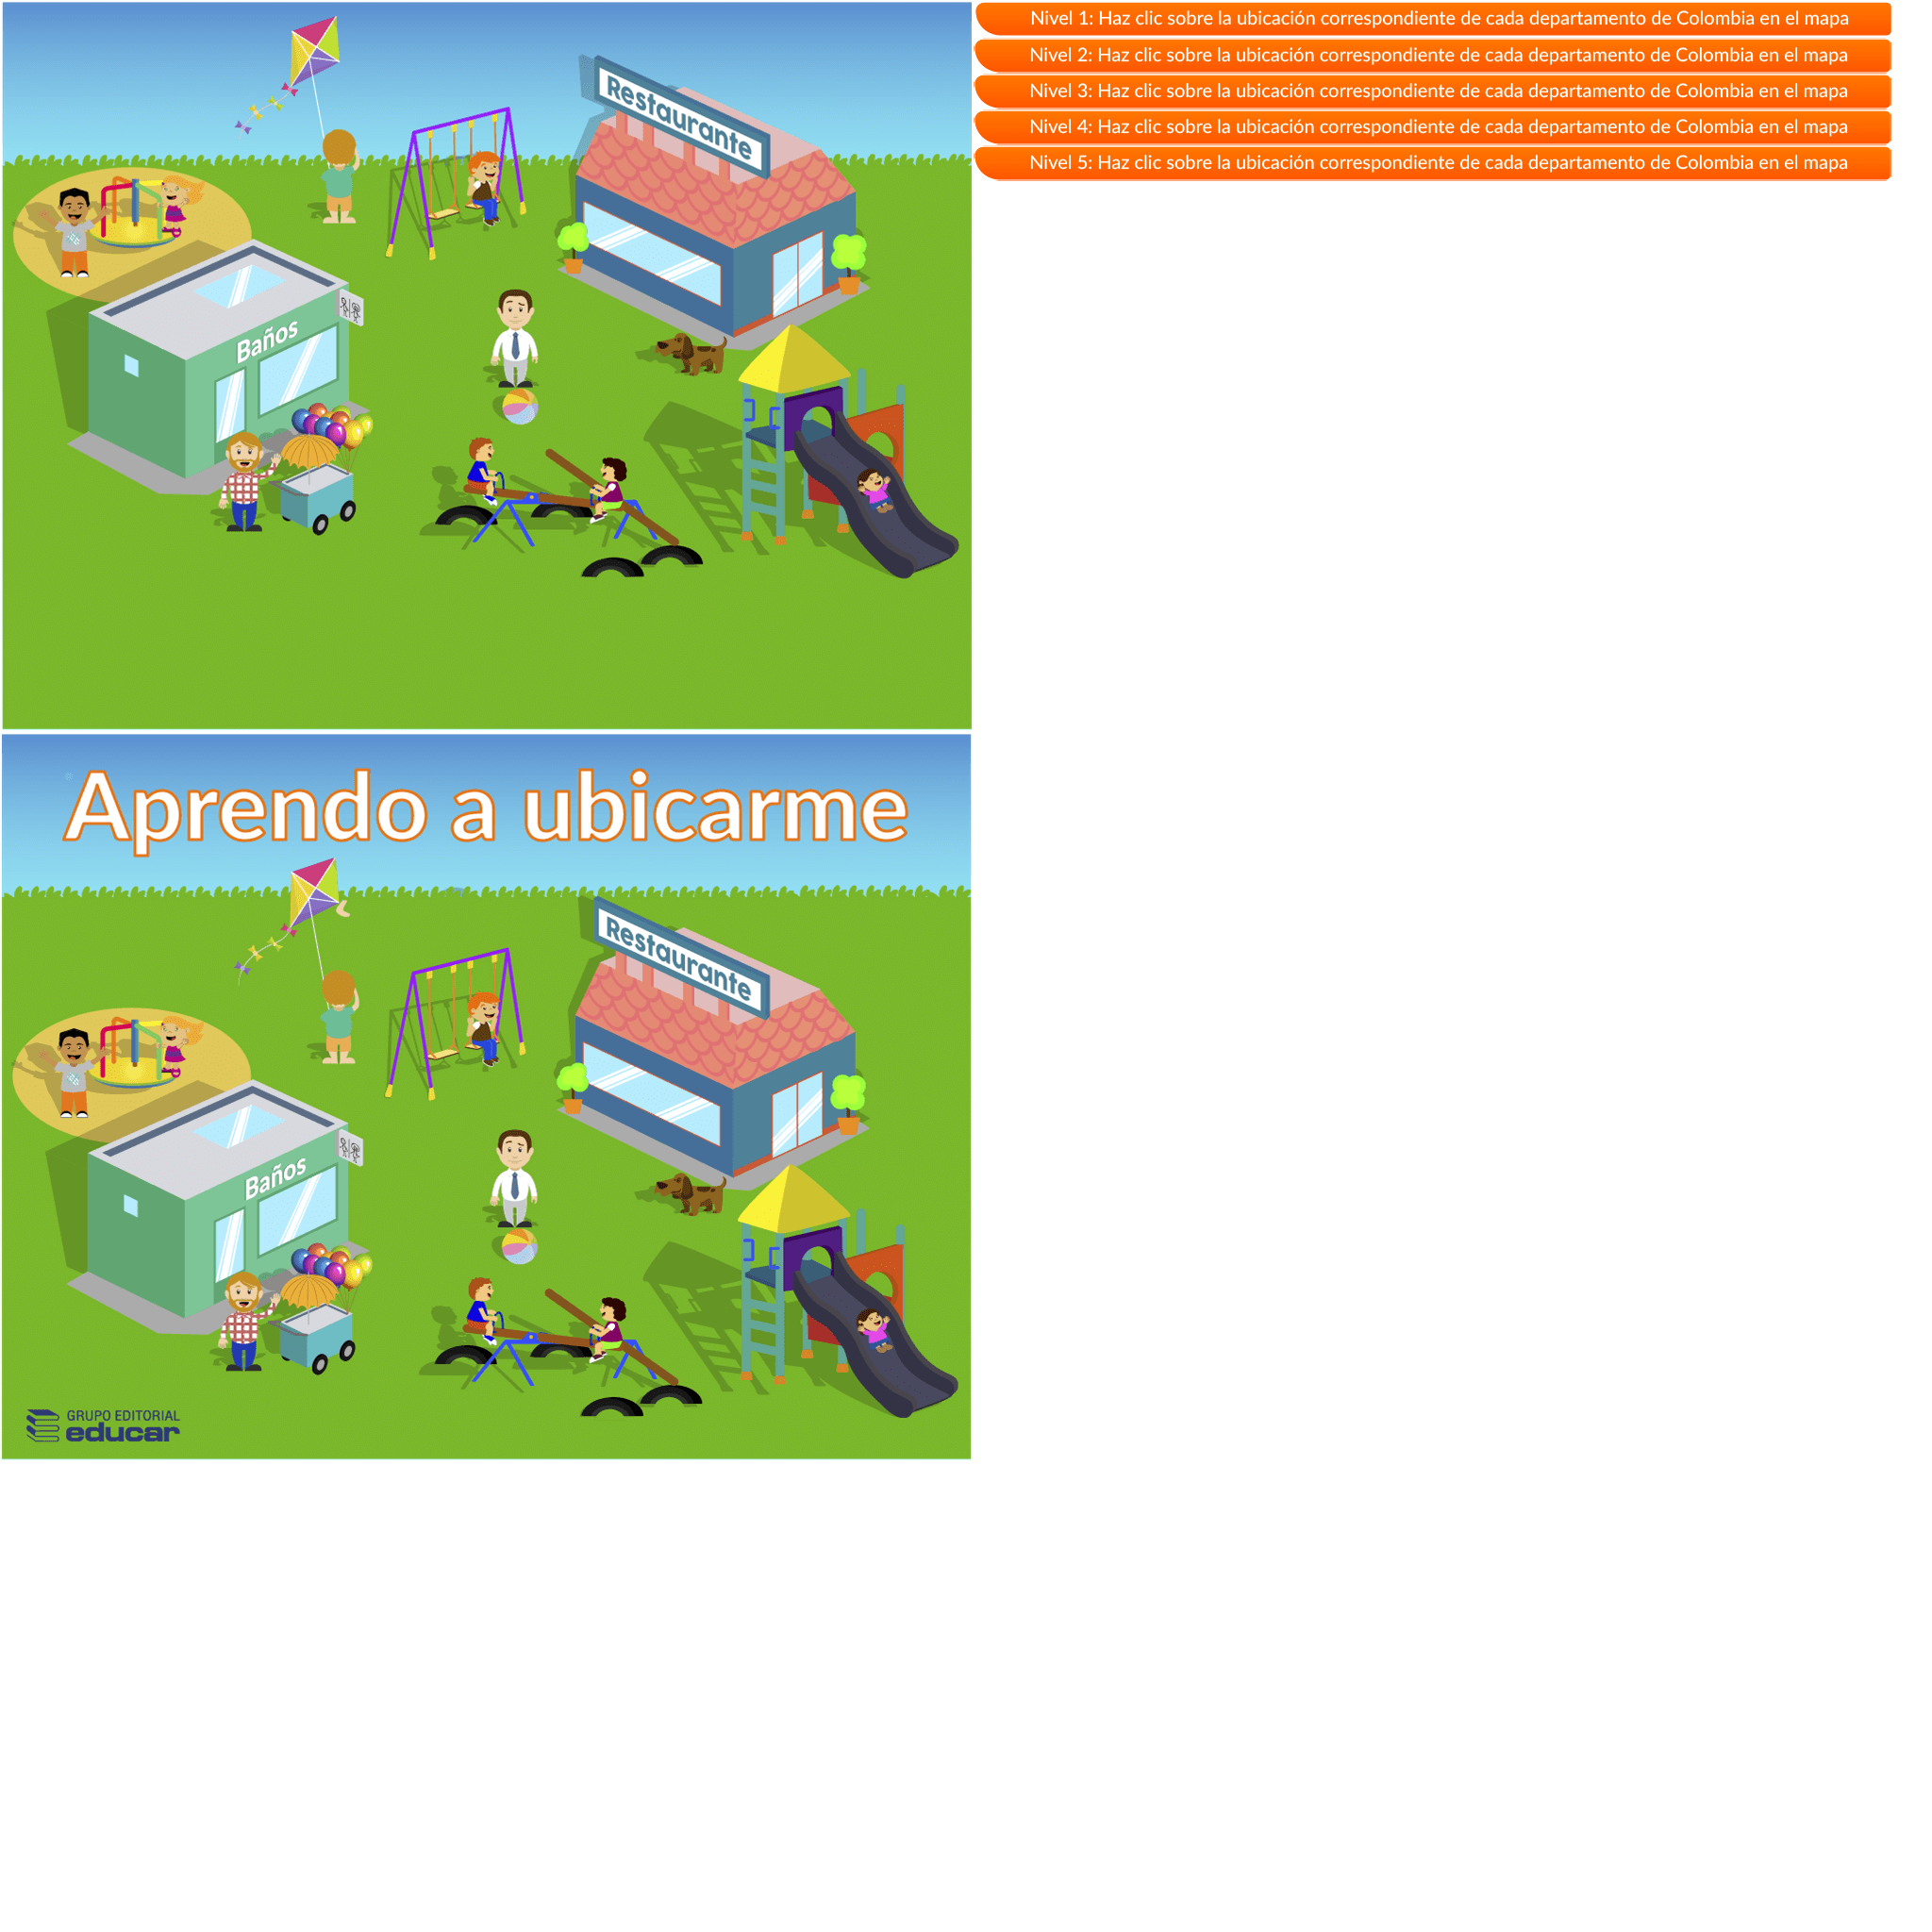 Restaurante
Baños
Nivel 1: Haz clic sobre la ubicación correspondiente de cada departamento de Colombia en el mapa
Nivel 2: Haz clic sobre la ubicación correspondiente de cada departamento de Colombia en el mapa
Nivel 3: Haz clic sobre la ubicación correspondiente de cada departamento de Colombia en el mapa
Nivel 4: Haz clic sobre la ubicación correspondiente de cada departamento de Colombia en el mapa
Nivel 5: Haz clic sobre la ubicación correspondiente de cada departamento de Colombia en el mapa
Aprendo a ubicarme
Restaurante
Baños
GRUPO EDITORIAL
educar